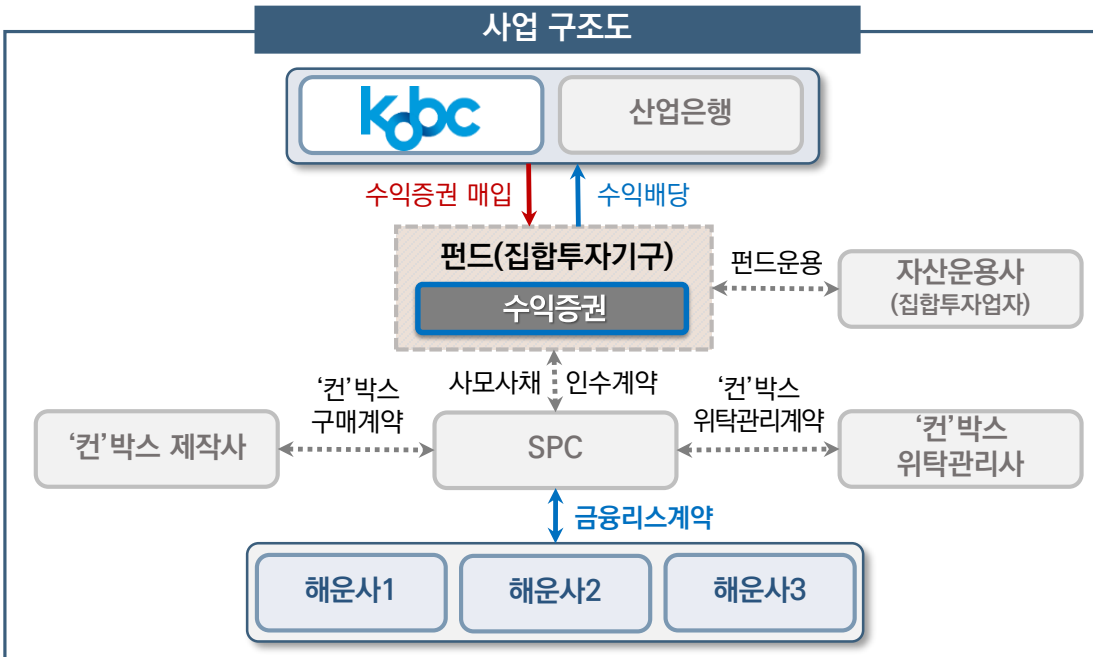 사업 구조도
kobc
산업은행
수익증권 매입
수익배당
펀드(집합투자기구)
수익증권
펀드운용
자산운용사
(집합투자업자)
사모사채
인수계약
‘컨’박스
구매계약
‘컨’박스
위탁관리계약
‘컨’박스 제작사
SPC
‘컨’박스
위탁관리사
금융리스계약
해운사1
해운사2
해운사3